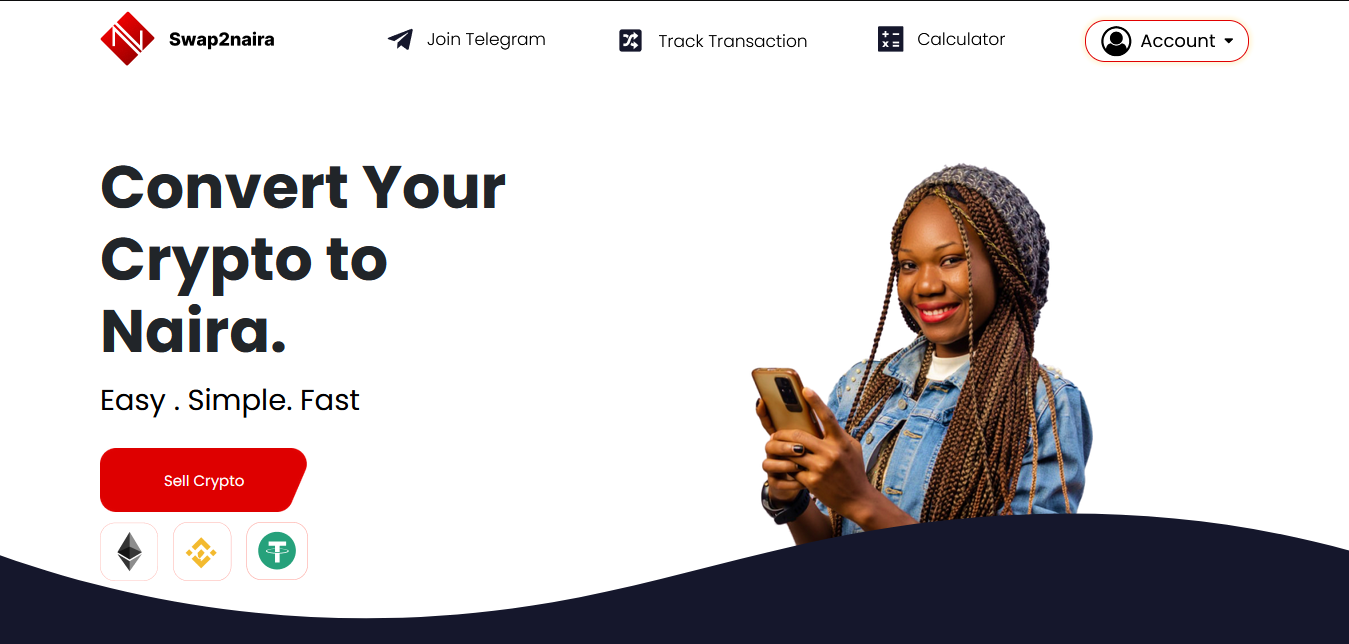 Swap2naira
Join Telegram
Track Transaction
Calculator
Account
Convert Your
Crypto to
Naira.
Easy . Simple. Fast
Sell Crypto